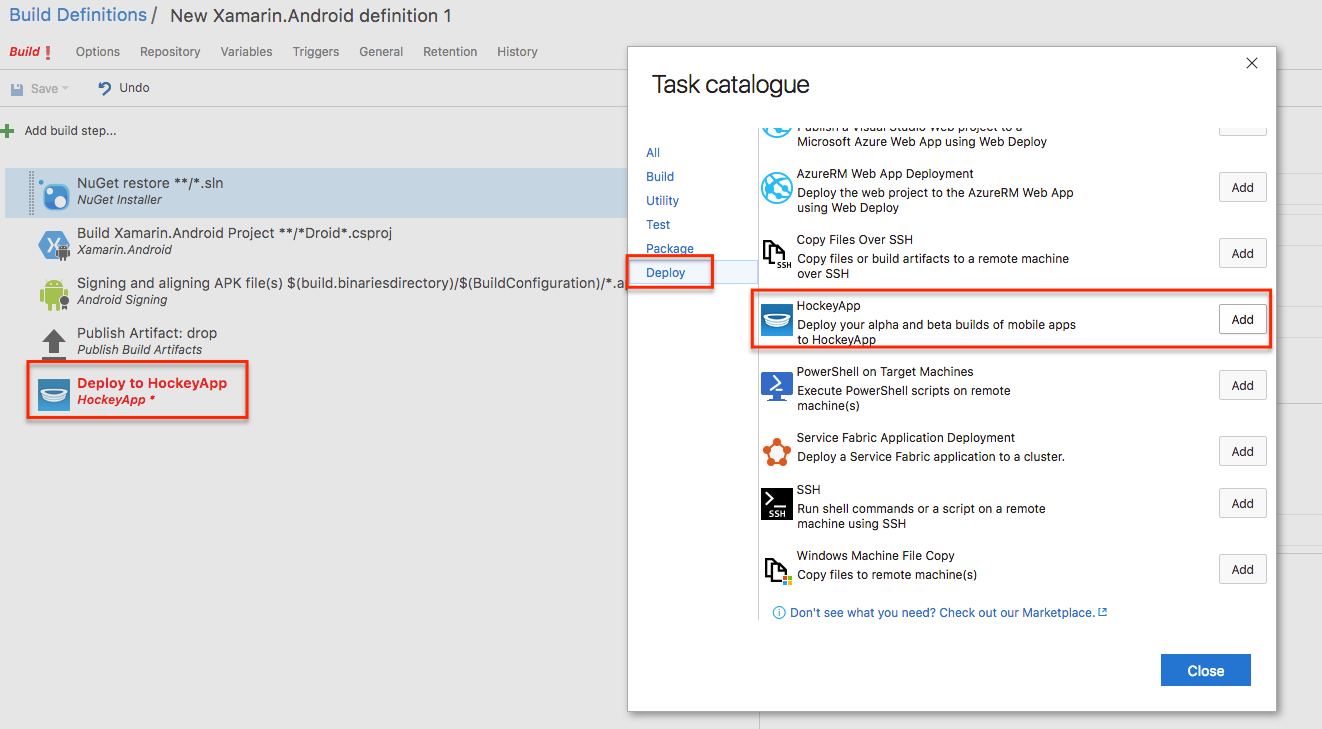 Build Definitions / New Xamarin.Android definition 1
Build ! Options Repository Variables Triggers General Retention History
Save Undo
Add build step...
NuGet restore **/*.sln
NuGet Installer
Build Xamarin.Android Project **/*Droid*.csproj
Xamarin.Android
Signing and aligning APK file(s) $(build.binariesdirectory)/$(BuildConfiguration)/*.a
Android Signing
Publish Artifact: drop
Publish Build Artifacts
Deploy to HockeyApp
HockeyApp *
Task catalogue
All
Build
Utility
Test
Package
Deploy
Publish a Visual Studio Web project to a
Microsoft Azure Web App using Web Deploy
AzureRM Web App Deployment
Deploy the web project to the AzureRM Web App
using Web Deploy
Add
Copy Files Over SSH
Copy files or build artifacts to a remote machine
over SSH
SSH
Add
HockeyApp
Deploy your alpha and beta builds of mobile apps
to HockeyApp
Add
PowerShell on Target Machines
Execute PowerShell scripts on remote
machine(s)
Add
Service Fabric Application Deployment
Deploy a Service Fabric application to a cluster.
Add
SSH
Run shell commands or a script on a remote
machine using SSH
SSH
Add
Windows Machine File Copy
Copy files to remote machine(s)
Add
Don't see what you need? Check out our Marketplace.
Close